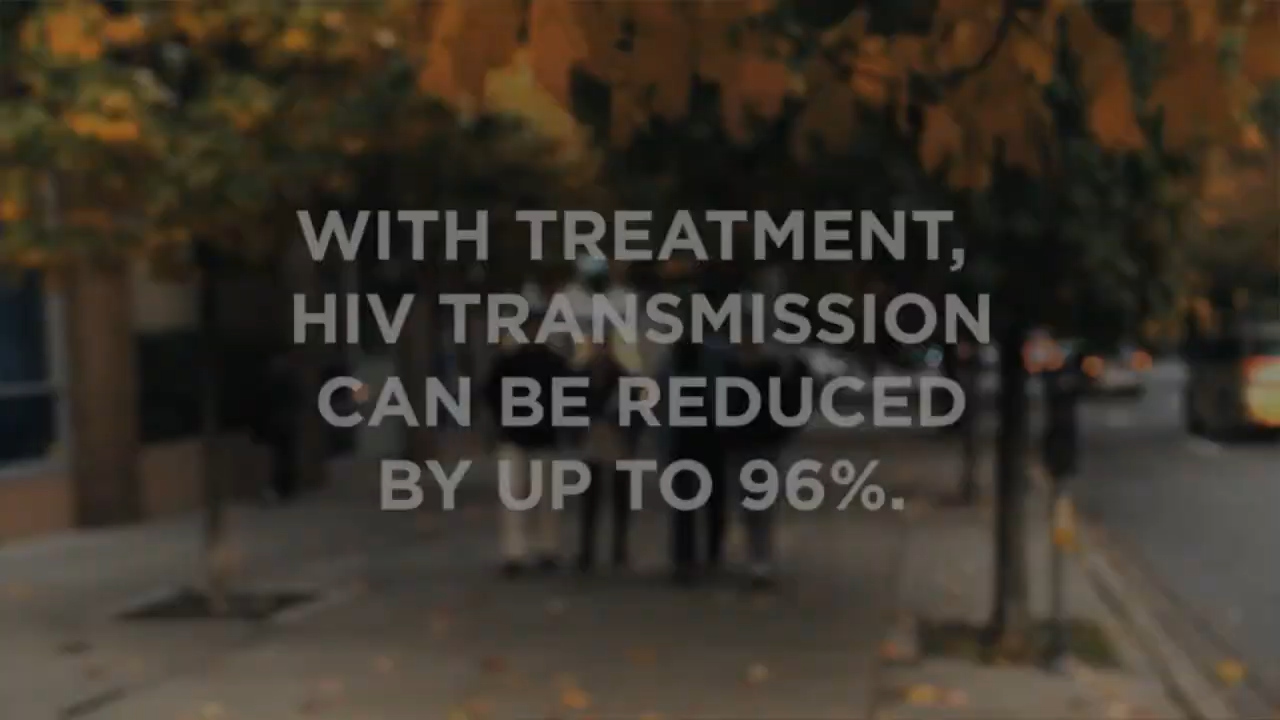 WITH TREATMENT,
HIV TRANSMISSION
CAN BE REDUCED
BY UP TO 96%.